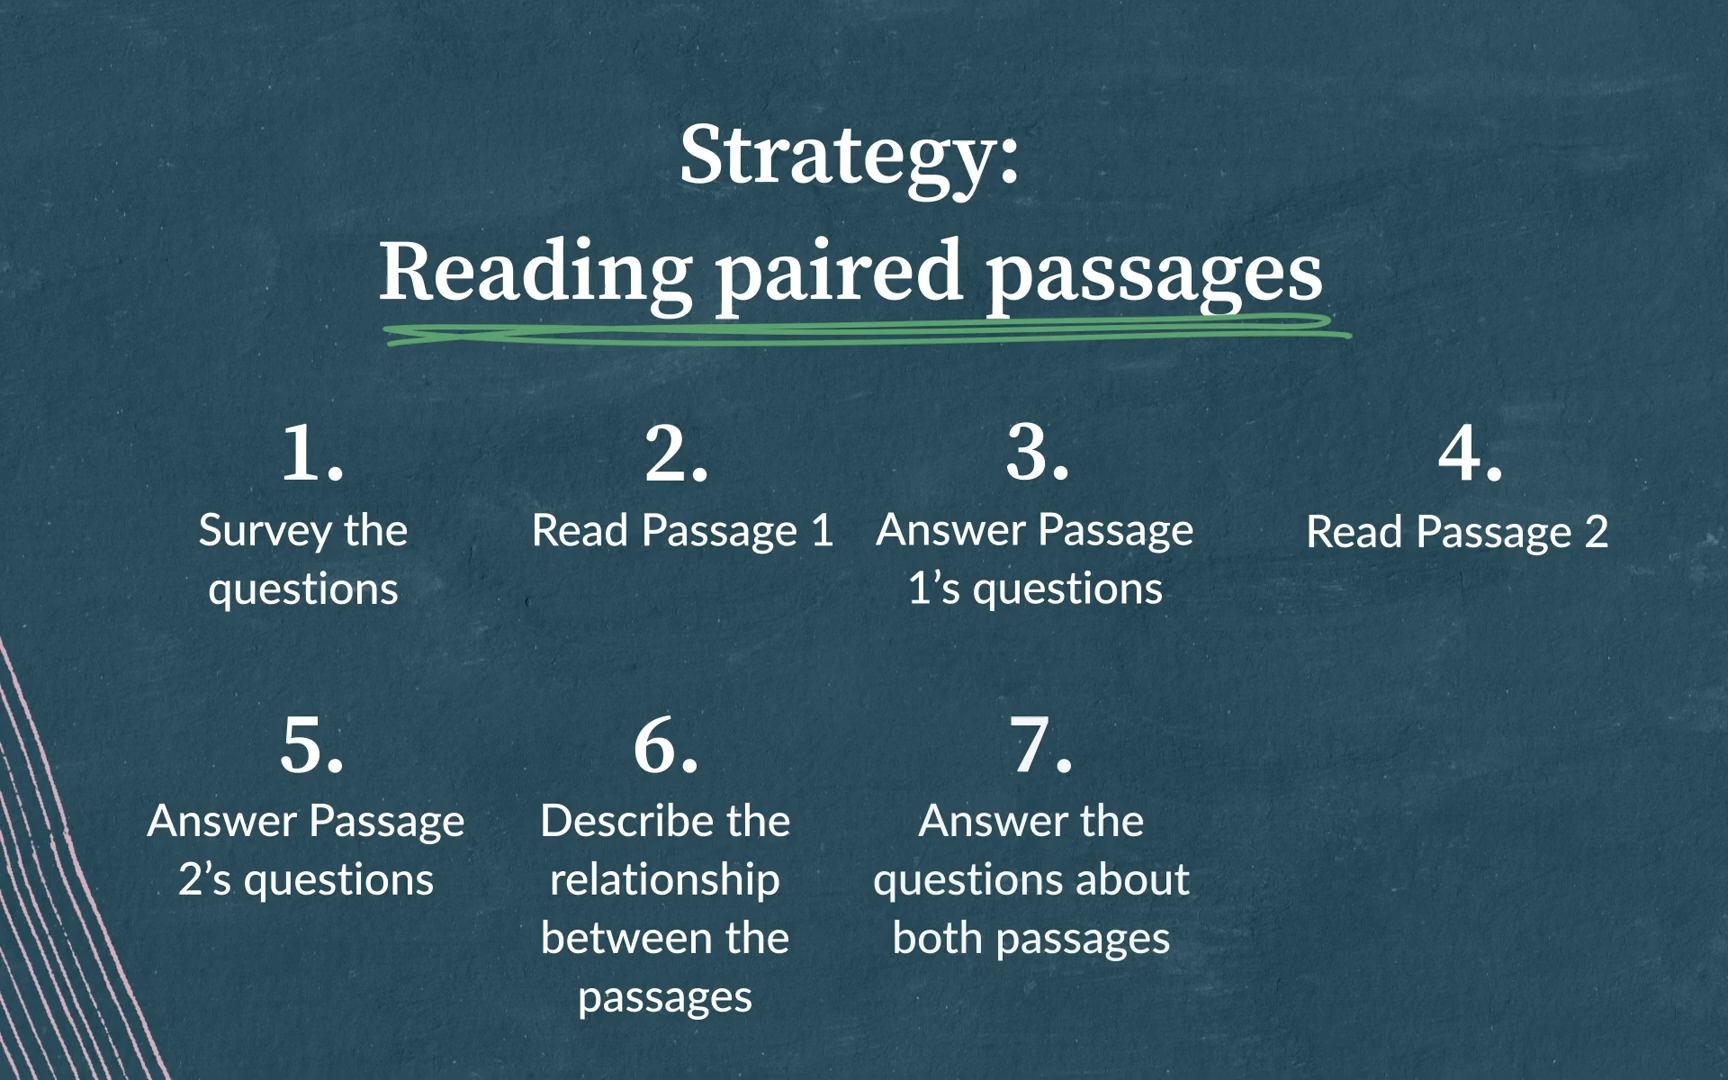 Strategy:
Reading paired passages
1.
Survey the
questions
2.
Read Passage 1
3.
Answer Passage
1’s questions
4.
Read Passage 2
5.
Answer Passage
2’s questions
6.
Describe the
relationship
between the
passages
7.
Answer the
questions about
both passages